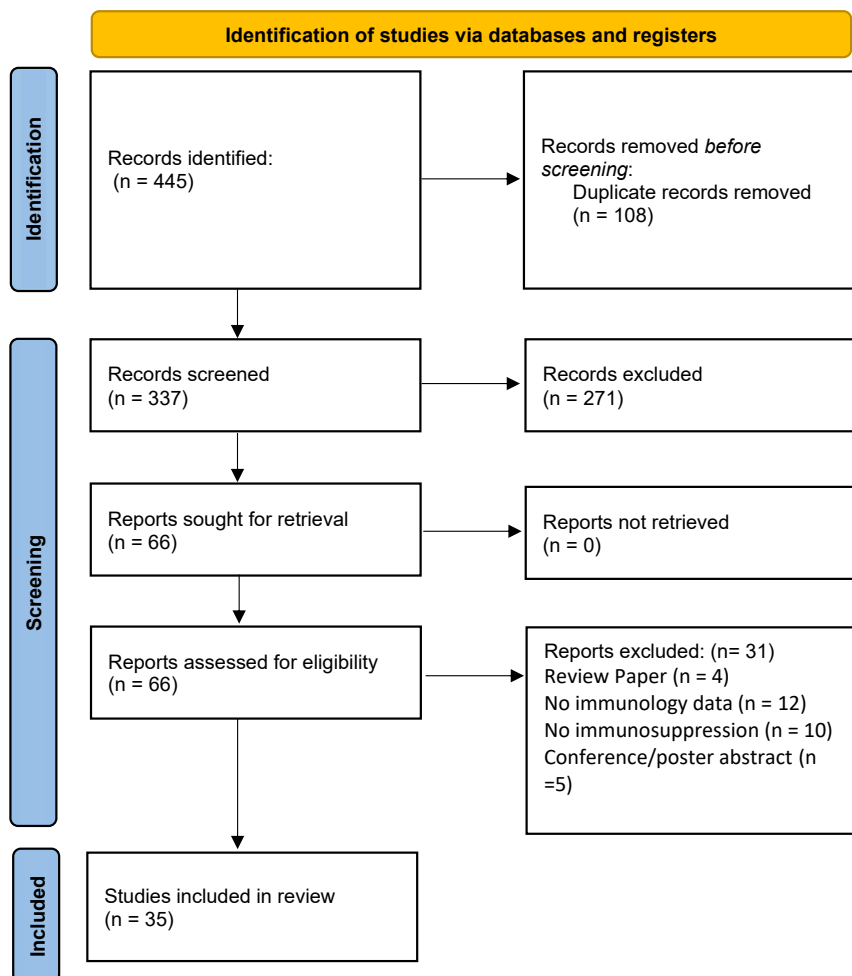 Identification of studies via databases and registers
Identification
Records identified:
(n = 445)
Records removed before
screening:
Duplicate records removed
(n = 108)
Screening
Records screened
(n = 337)
Records excluded
(n = 271)
Reports sought for retrieval
(n = 66)
Reports not retrieved
(n = 0)
Reports assessed for eligibility
(n = 66)
Reports excluded: (n= 31)
Review Paper (n = 4)
No immunology data (n = 12)
No immunosuppression (n = 10)
Conference/poster abstract (n
=5)
Included
Studies included in review
(n = 35)